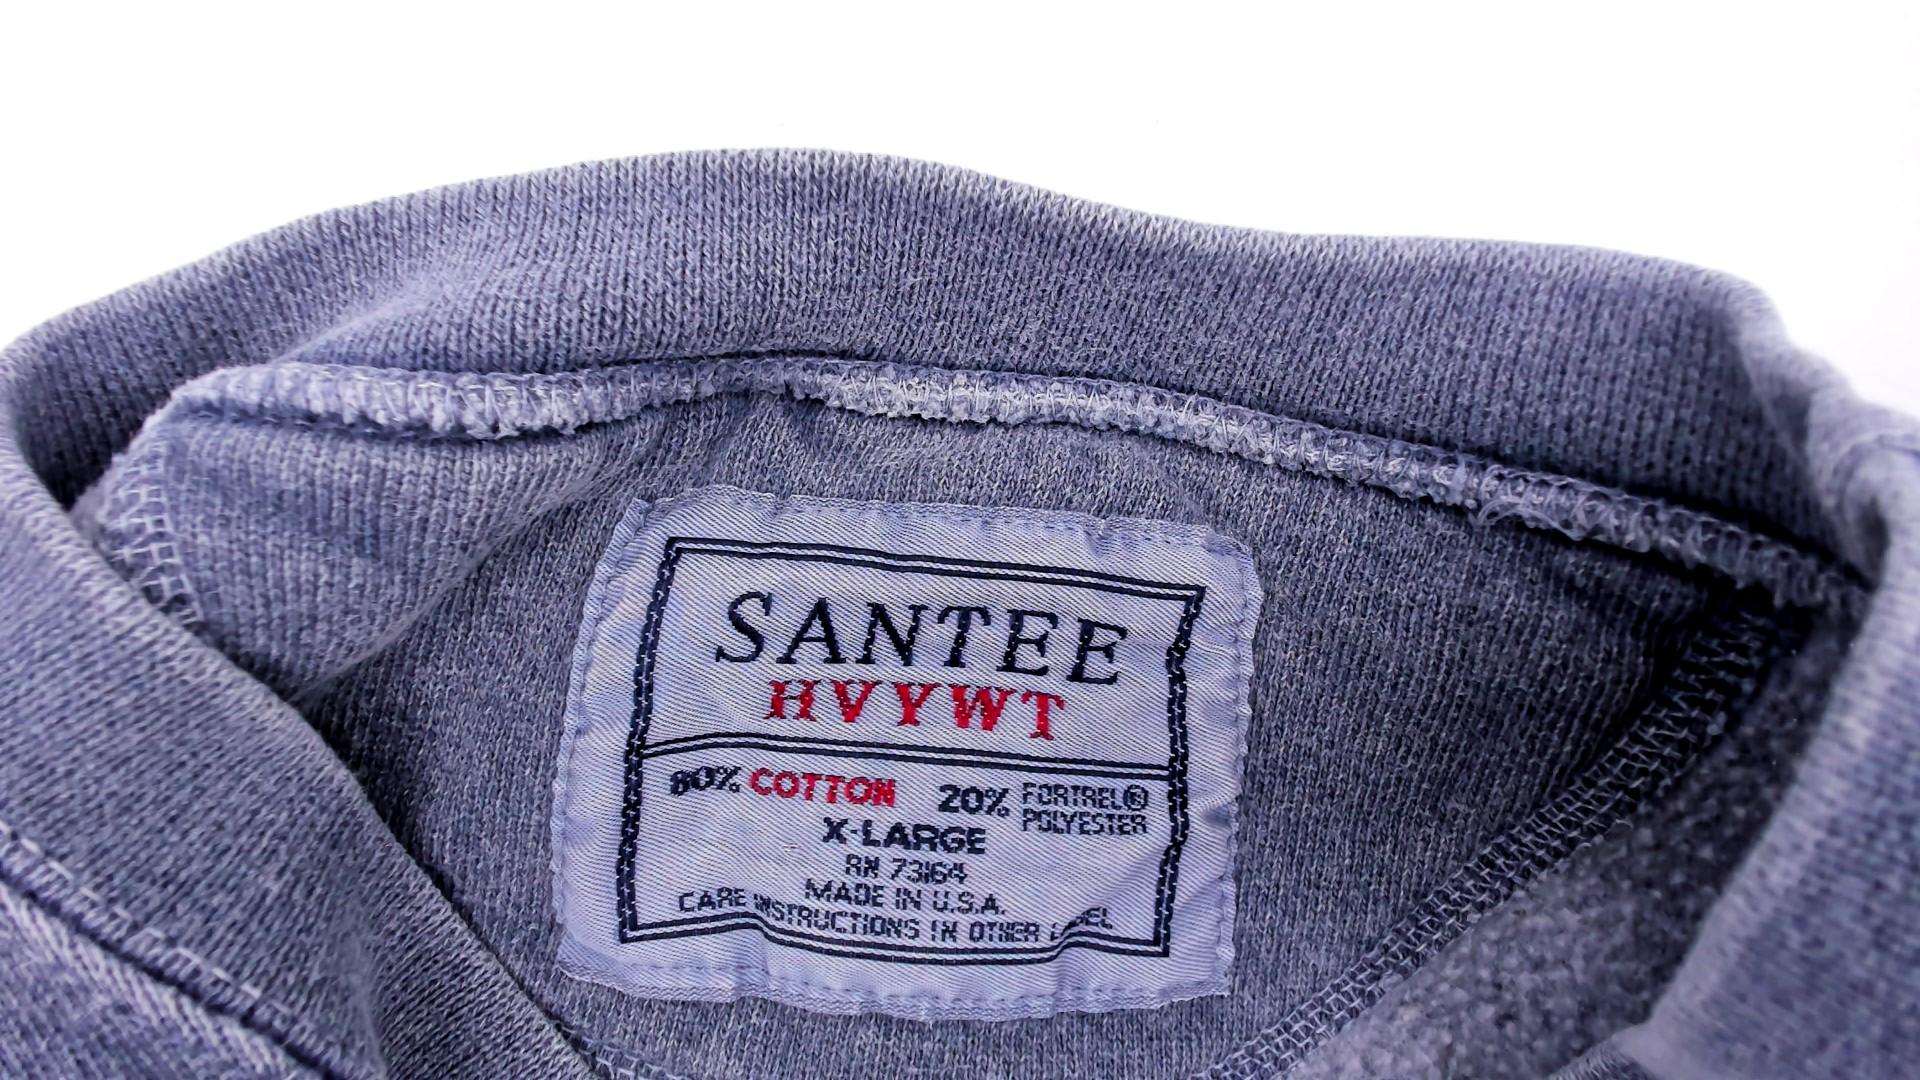 SANTEE
HVYWT
80% COTTON 20% FORTREL® POLYESTER
X-LARGE
RN 73164
MADE IN U.S.A.
CARE INSTRUCTIONS IN OTHER LABEL